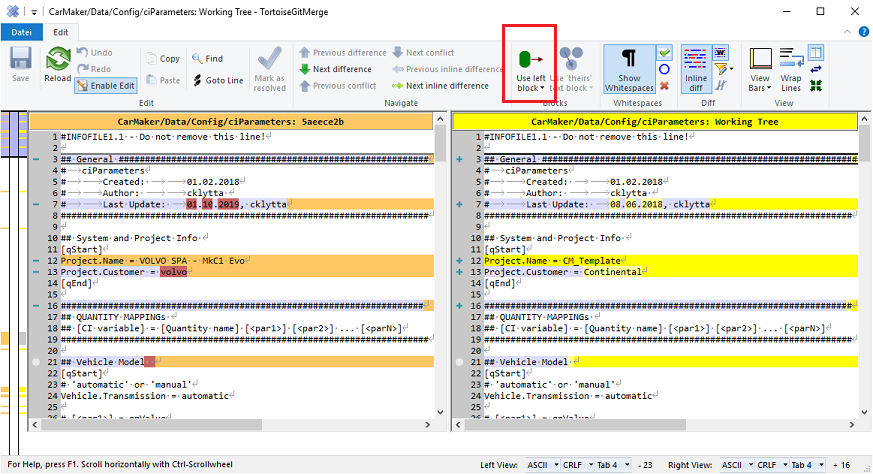 CarMaker/Data/Config/ciParameters: Working Tree - TortoiseGitMerge
Datei
Edit
Save
Reload
Undo
Redo
Enable Edit
Copy
Paste
Find
Goto Line
Edit
Mark as
resolved
Previous difference
Next difference
Previous conflict
Next conflict
Previous inline difference
Next inline difference
Navigate
Use left
block
Use 'theirs'
text block
Blocks
Show
Whitespaces
Whitespaces
Inline
diff
Diff
View
Bars
Wrap
Lines
View
CarMaker/Data/Config/ciParameters: 5aeece2b
1 #INFOFILE1.1 - Do not remove this line!
2
3 ## General ##############################################################
4 # ciParameters
5 # Created: 01.02.2018
6 # Author: cklytta
7 # Last Update: 01.10.2019, cklytta
8 #########################################################################
9
10 ## System and Project Info
11 [qStart]
12 Project.Name = VOLVO SPA - MkC1 Evo
13 Project.Customer = volvo
14 [qEnd]
15
16 ########################################################################
17 ## QUANTITY MAPPINGs
18 ## [CI variable] = [Quantity name] [<par1>] [<par2>] ... [<parN>]
19 #########################################################################
20
21 ## Vehicle Model
22 [qStart]
23 # 'automatic' or 'manual'
24 Vehicle.Transmission = automatic
25
26 # [<par1>] = opValue
CarMaker/Data/Config/ciParameters: Working Tree
1 #INFOFILE1.1 - Do not remove this line!
2
3 ## General ##############################################################
4 # ciParameters
5 # Created: 01.02.2018
6 # Author: cklytta
7 # Last Update: 08.06.2018, cklytta
8 #########################################################################
9
10 ## System and Project Info
11 [qStart]
12 Project.Name = CM_Template
13 Project.Customer = Continental
14 [qEnd]
15
16 #########################################################################
17 ## QUANTITY MAPPINGs
18 ## [CI variable] = [Quantity name] [<par1>] [<par2>] ... [<parN>]
19 #########################################################################
20
21 ## Vehicle Model
22 [qStart]
23 # 'automatic' or 'manual'
24 Vehicle.Transmission = automatic
25
26 # [<par1>] = opValue
For Help, press F1. Scroll horizontally with Ctrl-Scrollwheel
Left View: ASCII CRLF Tab 4 - 23 Right View: ASCII CRLF Tab 4 + 16